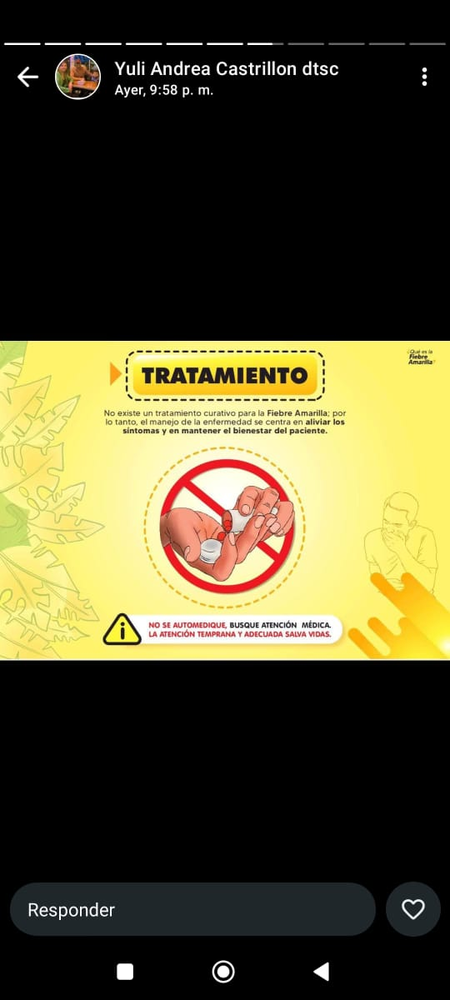 Yuli Andrea Castrillon dtsc
Ayer, 9:58 p. m.
¿Qué es la
Fiebre
Amarilla?
TRATAMIENTO
No existe un tratamiento curativo para la Fiebre Amarilla; por
lo tanto, el manejo de la enfermedad se centra en aliviar los
síntomas y en mantener el bienestar del paciente.
i
NO SE AUTOMEDIQUE, BUSQUE ATENCIÓN MÉDICA.
LA ATENCIÓN TEMPRANA Y ADECUADA SALVA VIDAS.
Responder